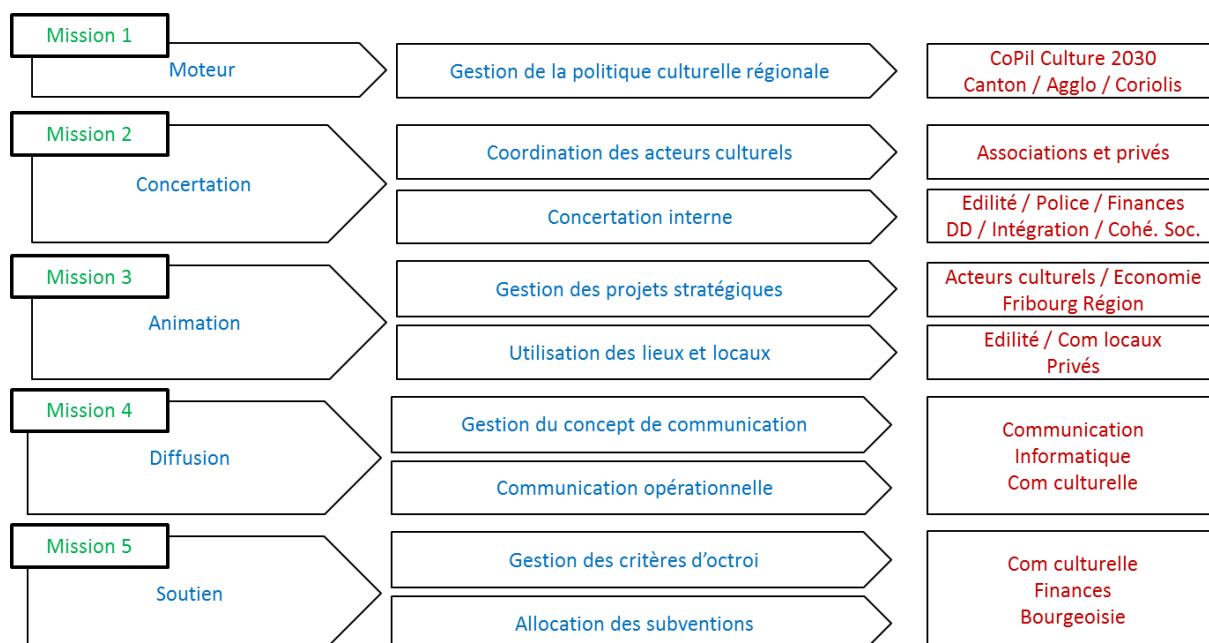 Mission 1
Moteur
Gestion de la politique culturelle régionale
CoPil Culture 2030
Canton / Agglo / Coriolis
Mission 2
Concertation
Coordination des acteurs culturels
Associations et privés
Concertation interne
Edilité / Police / Finances
DD / Intégration / Cohé. Soc.
Mission 3
Animation
Gestion des projets stratégiques
Acteurs culturels / Economie
Fribourg Région
Utilisation des lieux et locaux
Edilité / Com locaux
Privés
Mission 4
Diffusion
Gestion du concept de communication
Communication opérationnelle
Communication
Informatique
Com culturelle
Mission 5
Soutien
Gestion des critères d’octroi
Allocation des subventions
Com culturelle
Finances
Bourgeoisie